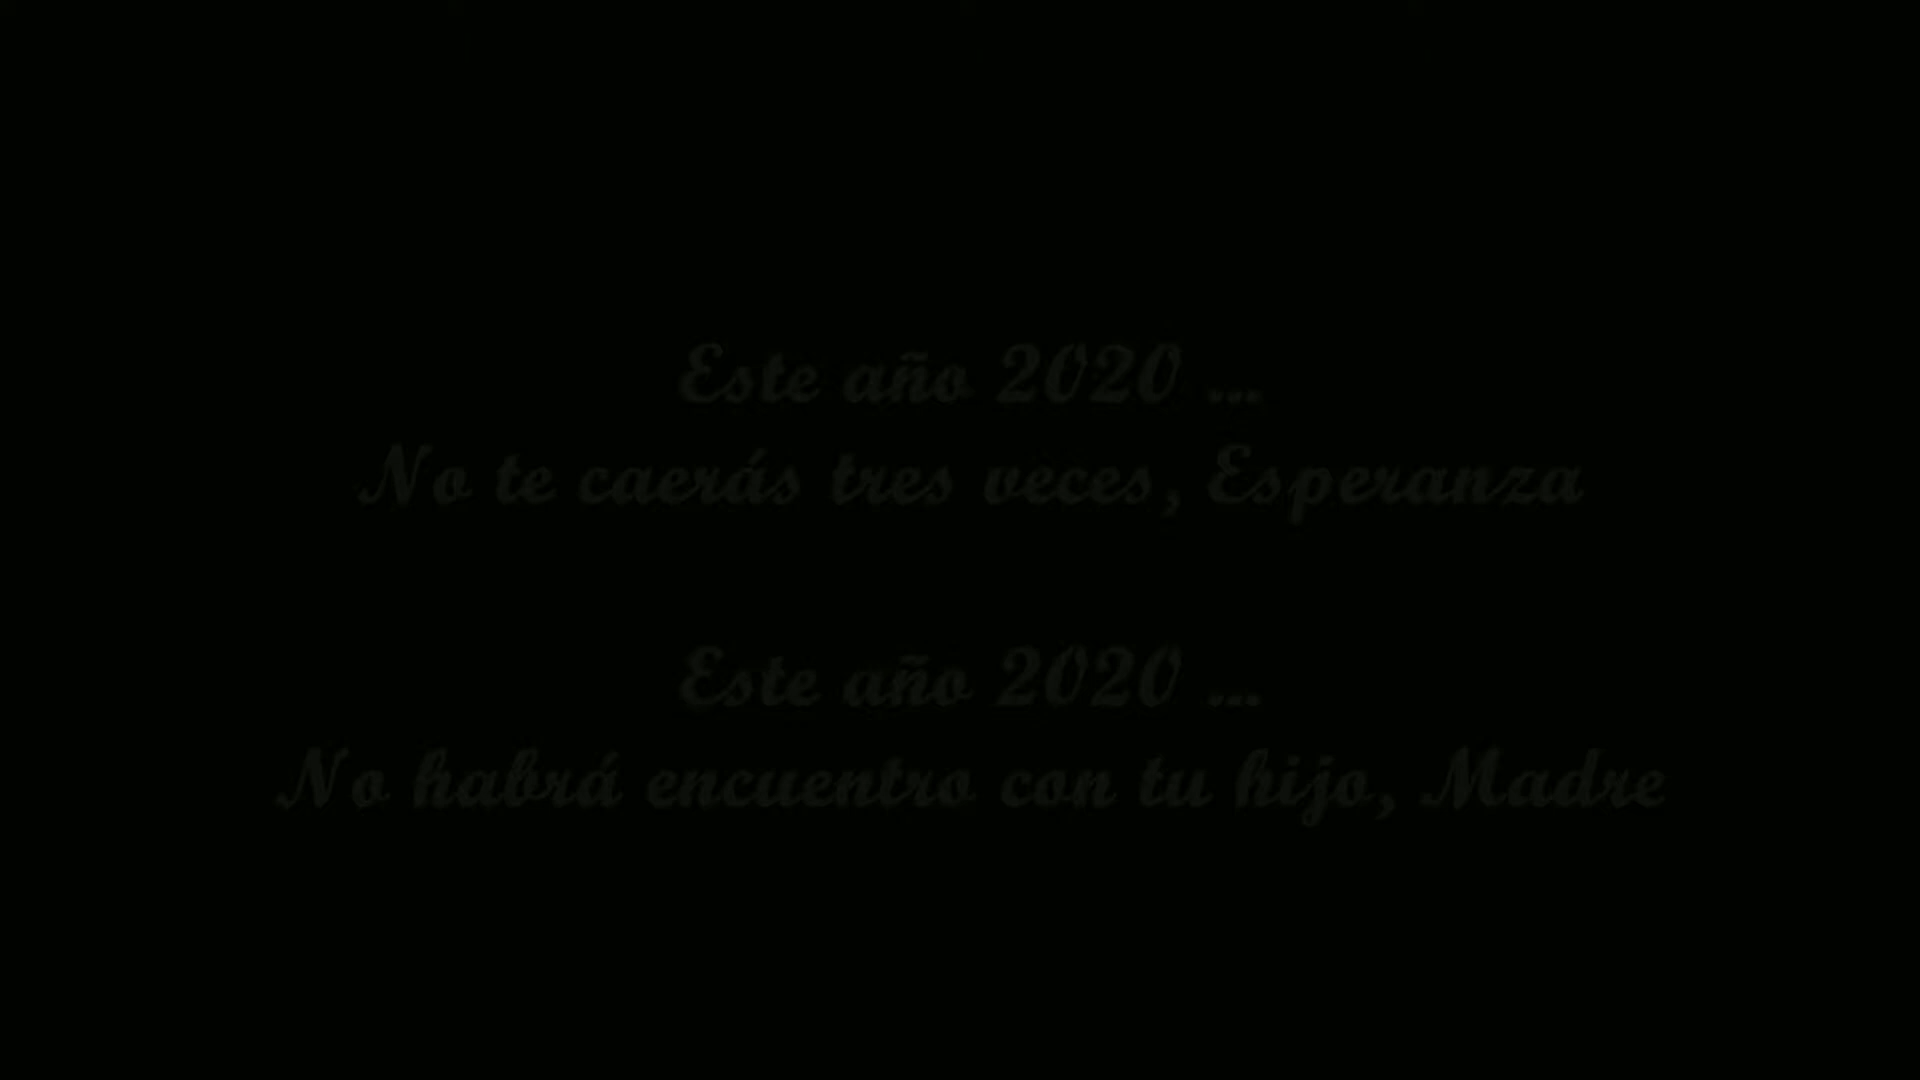 Este año 2020 ...
No te caerás tres veces, Esperanza
Este año 2020 ...
No habrá encuentro con tu hijo, Madre